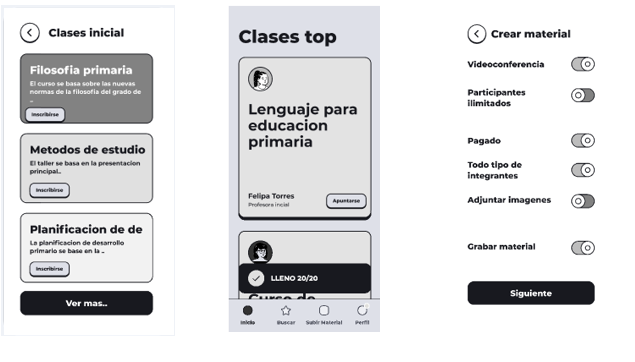 Clases inicial
Filosofía primaria
El curso se basa sobre las nuevas
normas de la filosofía del grado de
..
Inscribirse
Metodos de estudio
El taller se basa en la presentacion
principal..
Inscribirse
Planificacion de de
La planificacion de desarrollo
primario se base en la ..
Inscribirse
Ver mas..
Clases top
Lenguaje para
educacion
primaria
Felipa Torres
Profesora incial
Apuntarse
LLENO 20/20
Curso de
Inicio
Buscar
Subir Material
Perfil
Crear material
Videoconferencia
Participantes
ilimitados
Pagado
Todo tipo de
integrantes
Adjuntar imagenes
Grabar material
Siguiente